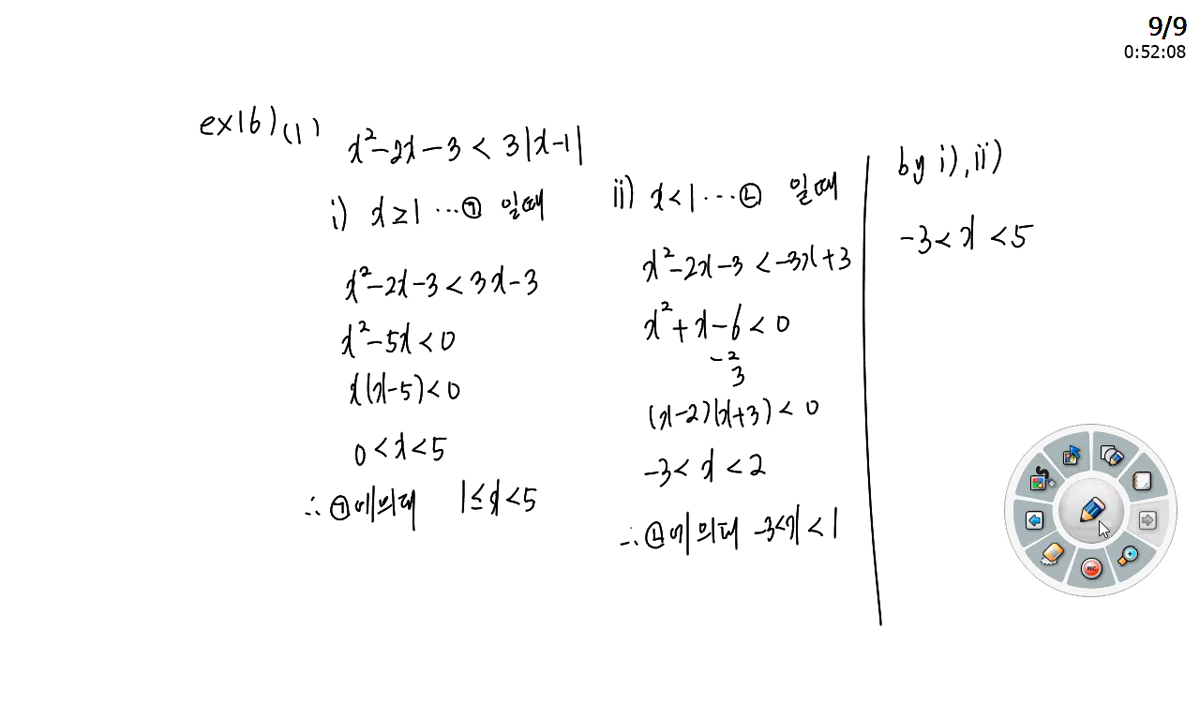 9/9
0:52:08
ex16) (1)
x²-2x-3 < 3|x-1|
i) x≥1 ···㉠ 일때
x²-2x-3<3x-3
x²-5x<0
x(x-5)<0
0<x<5
∴ ㉠에의해 1≤x<5
ii) x<1 ···㉡ 일때
x²-2x-3 <-3x+3
x²+x-6<0
-2
3
(x-2)(x+3)<0
-3<x<2
∴ ㉡에 의해 -3<x<1
by i), ii)
-3<x<5
REC